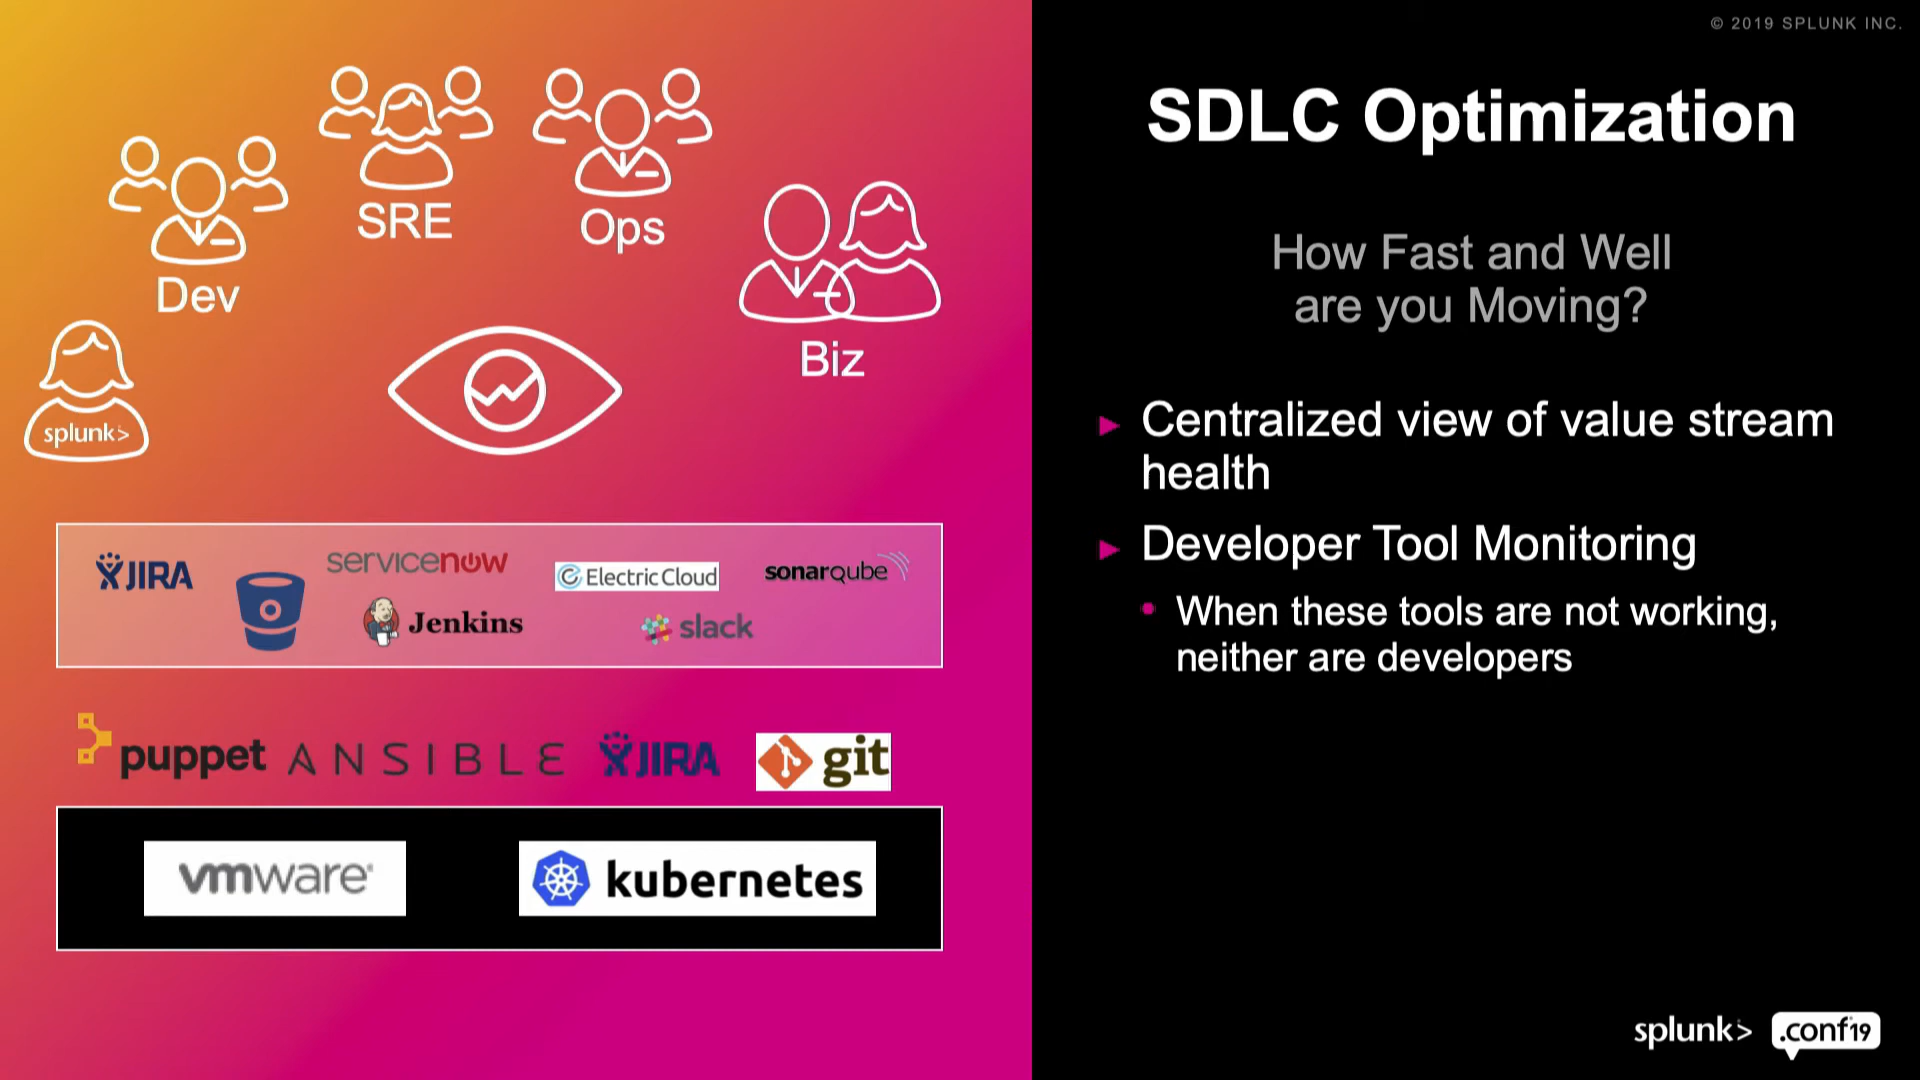 © 2019 SPLUNK INC.
SRE
Ops
Dev
Biz
splunk>
JIRA
servicenow
Electric Cloud
sonarqube
Jenkins
slack
puppet
ANSIBLE
JIRA
git
vmware®
kubernetes
SDLC Optimization
How Fast and Well
are you Moving?
Centralized view of value stream
health
Developer Tool Monitoring
When these tools are not working,
neither are developers
splunk>
.conf19